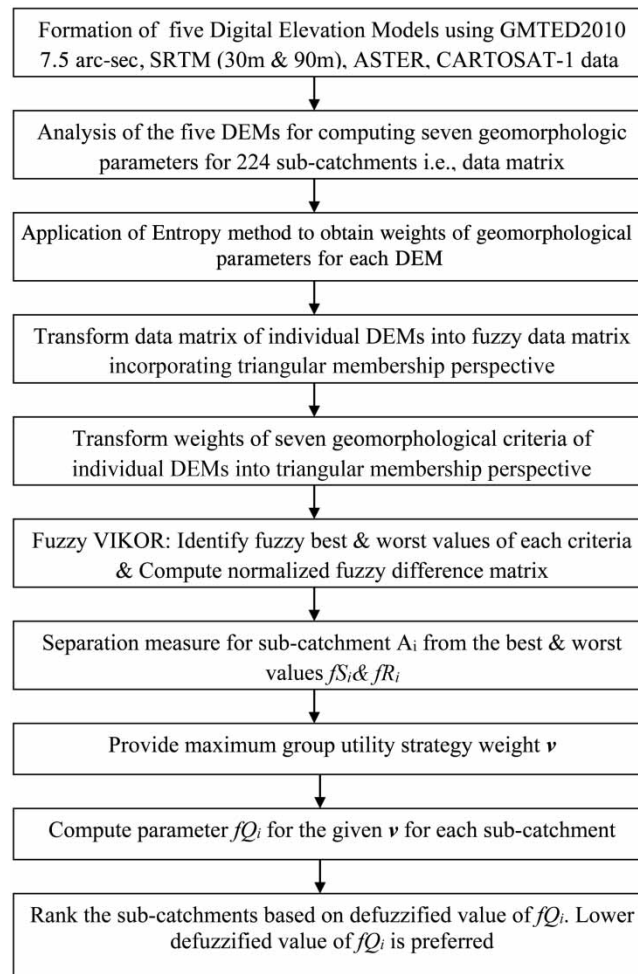 Formation of five Digital Elevation Models using GMTED2010
7.5 arc-sec, SRTM (30m & 90m), ASTER, CARTOSAT-1 data
Analysis of the five DEMs for computing seven geomorphologic
parameters for 224 sub-catchments i.e., data matrix
Application of Entropy method to obtain weights of geomorphological
parameters for each DEM
Transform data matrix of individual DEMs into fuzzy data matrix
incorporating triangular membership perspective
Transform weights of seven geomorphological criteria of
individual DEMs into triangular membership perspective
Fuzzy VIKOR: Identify fuzzy best & worst values of each criteria
& Compute normalized fuzzy difference matrix
Separation measure for sub-catchment Ai from the best & worst
values fSi& fRi
Provide maximum group utility strategy weight v
Compute parameter fQi for the given v for each sub-catchment
Rank the sub-catchments based on defuzzified value of fQi. Lower
defuzzified value of fQi is preferred